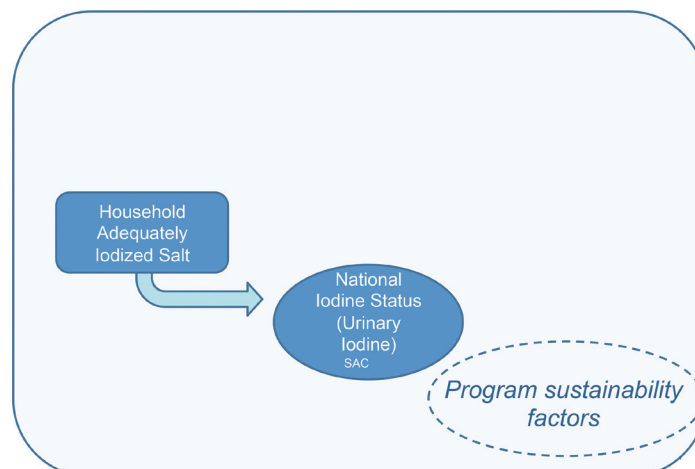 Household
Adequately
Iodized Salt
National
Iodine Status
(Urinary
Iodine)
SAC
Program sustainability
factors